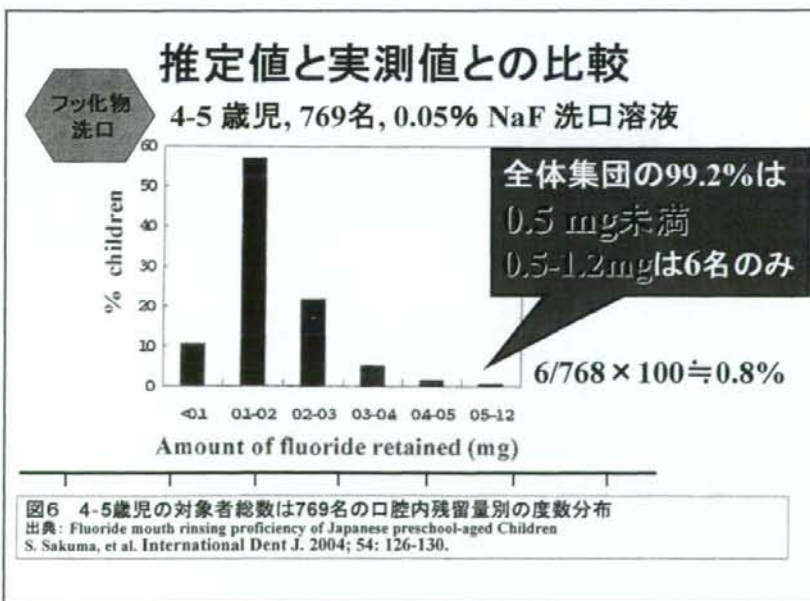 推定値と実測値との比較
フッ化物
洗口
4-5 歳児, 769名, 0.05% NaF 洗口溶液
60
50
40
30
20
10
0
% children
<0.1 0.1-0.2 0.2-0.3 0.3-0.4 0.4-0.5 0.5-1.2
Amount of fluoride retained (mg)
全体集団の99.2%は
0.5 mg未満
0.5-1.2mgは6名のみ
6/768×100≒0.8%
図6 4-5歳児の対象者総数は769名の口腔内残留量別の度数分布
出典: Fluoride mouth rinsing proficiency of Japanese preschool-aged Children
S. Sakuma, et al. International Dent J. 2004; 54: 126-130.